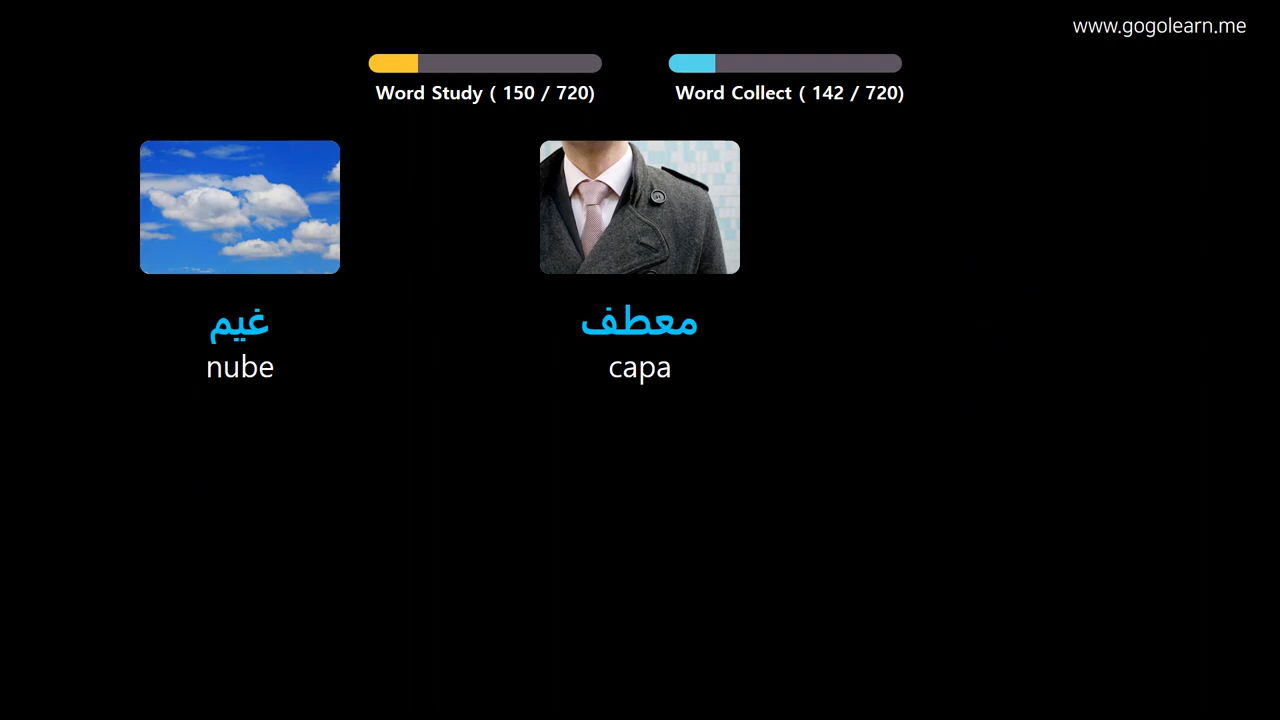 www.gogolearn.me
Word Study ( 150 / 720)
Word Collect ( 142 / 720)
غيم
nube
معطف
capa